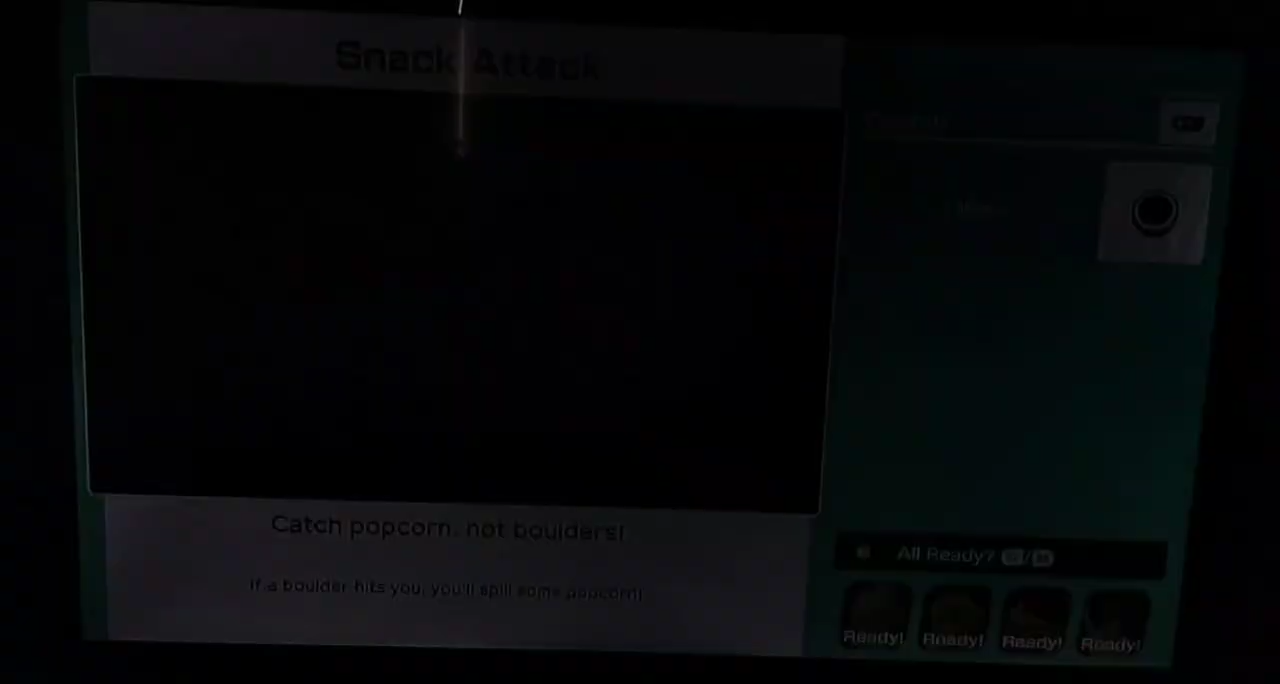 Snack Attack
Catch popcorn, not boulders!
If a boulder hits you, you'll spill some popcorn!
All Ready?
Ready! Ready! Ready! Ready!